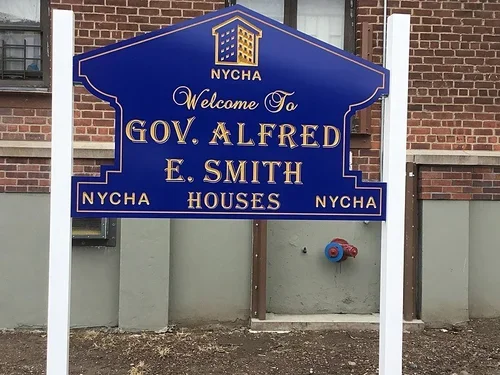 NYCHA
Welcome To
GOV. ALFRED
E. SMITH
NYCHA HOUSES NYCHA